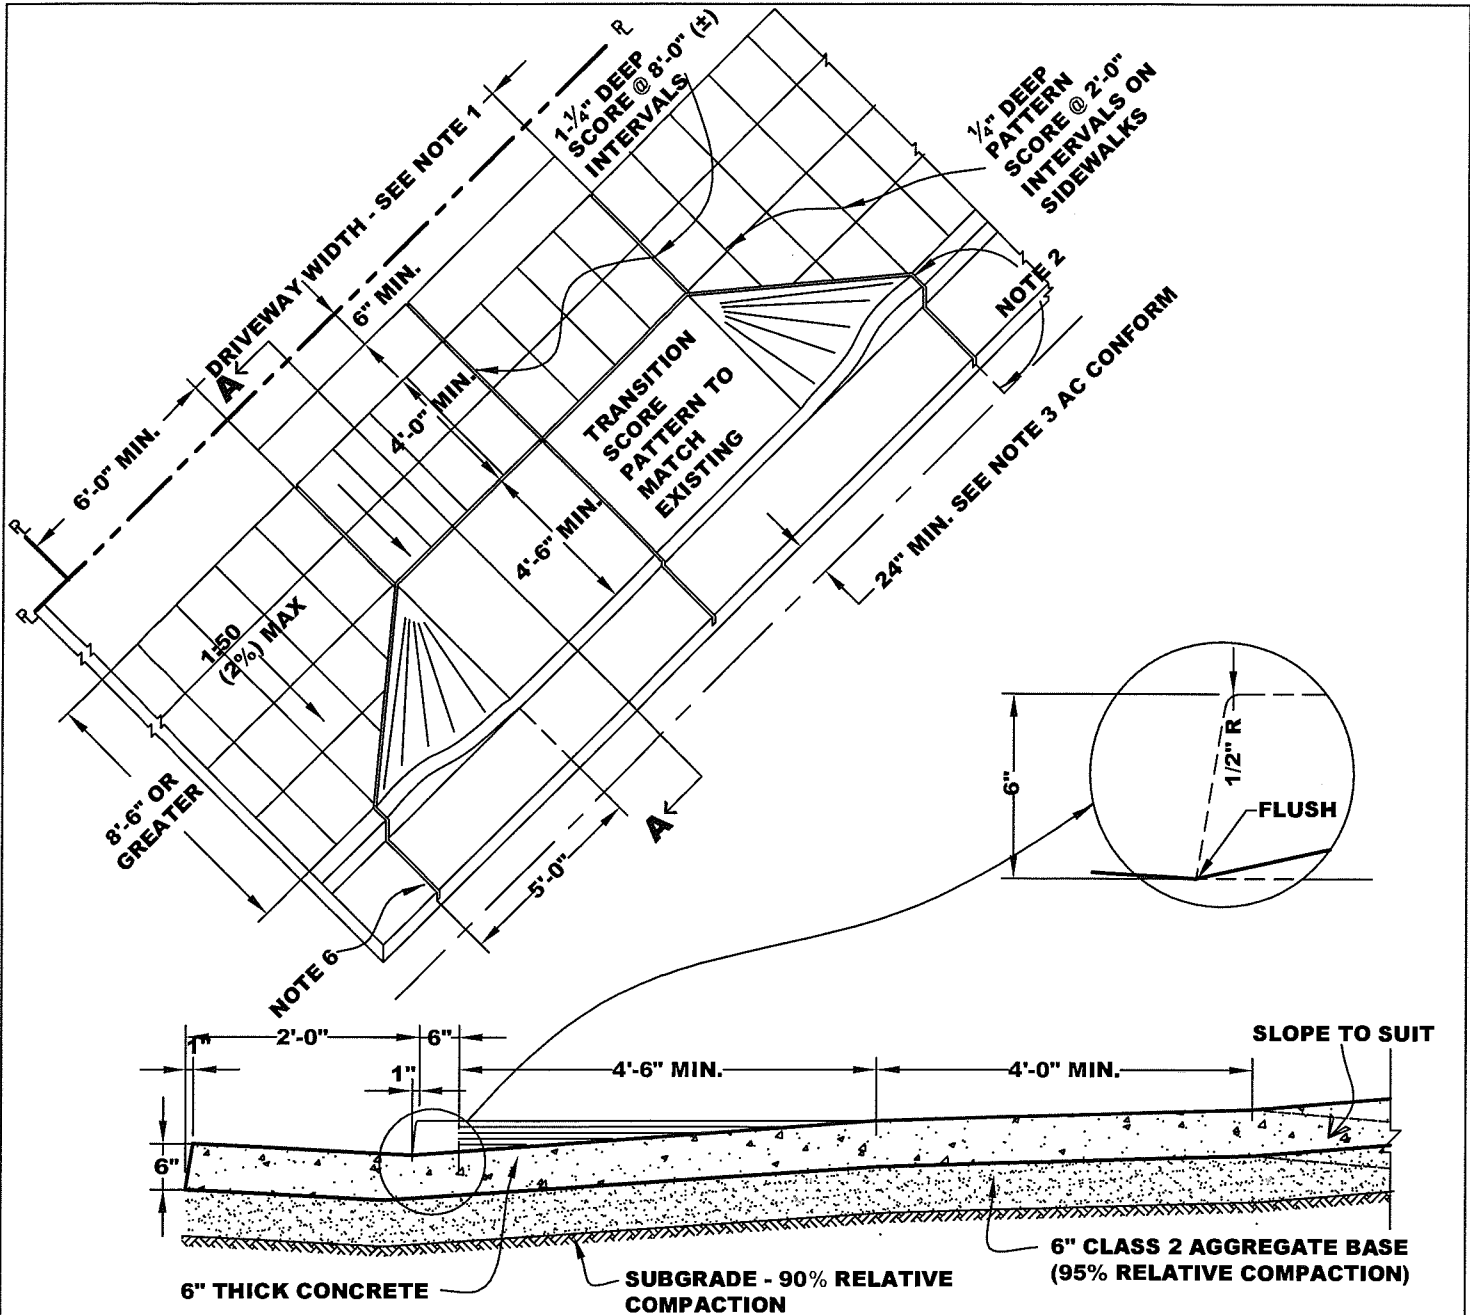 PL
DRIVEWAY WIDTH - SEE NOTE 1
1-1/4" DEEP
SCORE @ 8'-0" (±)
INTERVALS
1/4" DEEP
PATTERN
SCORE @ 2'-0"
INTERVALS ON
SIDEWALKS
6" MIN.
NOTE 2
A
6'-0" MIN.
4'-0" MIN.
TRANSITION
SCORE
PATTERN TO
MATCH
EXISTING
24" MIN. SEE NOTE 3 AC CONFORM
4'-6" MIN.
PL
PL
1:50
(2%) MAX
8'-6" OR
GREATER
A
5'-0"
NOTE 6
6"
1/2" R
FLUSH
1"
2'-0"
6"
1"
4'-6" MIN.
4'-0" MIN.
SLOPE TO SUIT
6"
6" THICK CONCRETE
SUBGRADE - 90% RELATIVE
COMPACTION
6" CLASS 2 AGGREGATE BASE
(95% RELATIVE COMPACTION)